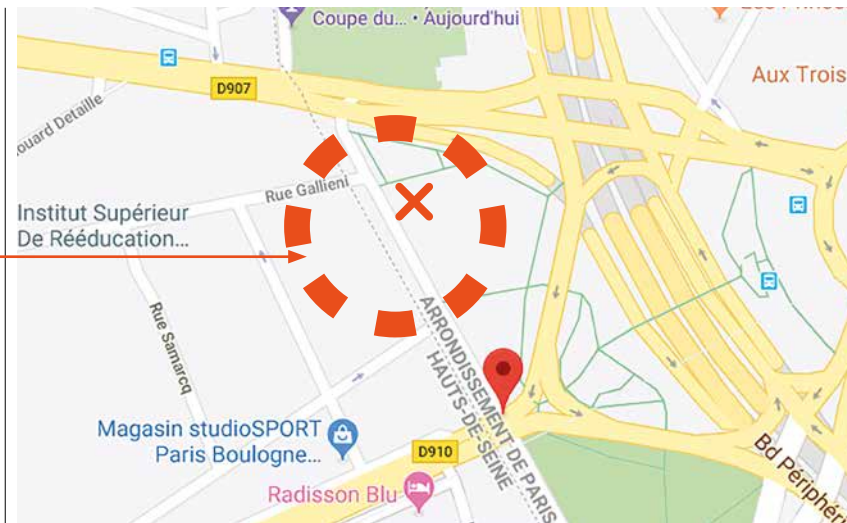 Coupe du... • Aujourd'hui
D907
Aux Trois
ouard Detaille
Rue Gallieni
Institut Supérieur
De Rééducation...
Rue Samarcq
ARRONDISSEMENT DE PARIS
HAUTS-DE-SEINE
Magasin studioSPORT
Paris Boulogne...
D910
Bd Périphér
Radisson Blu